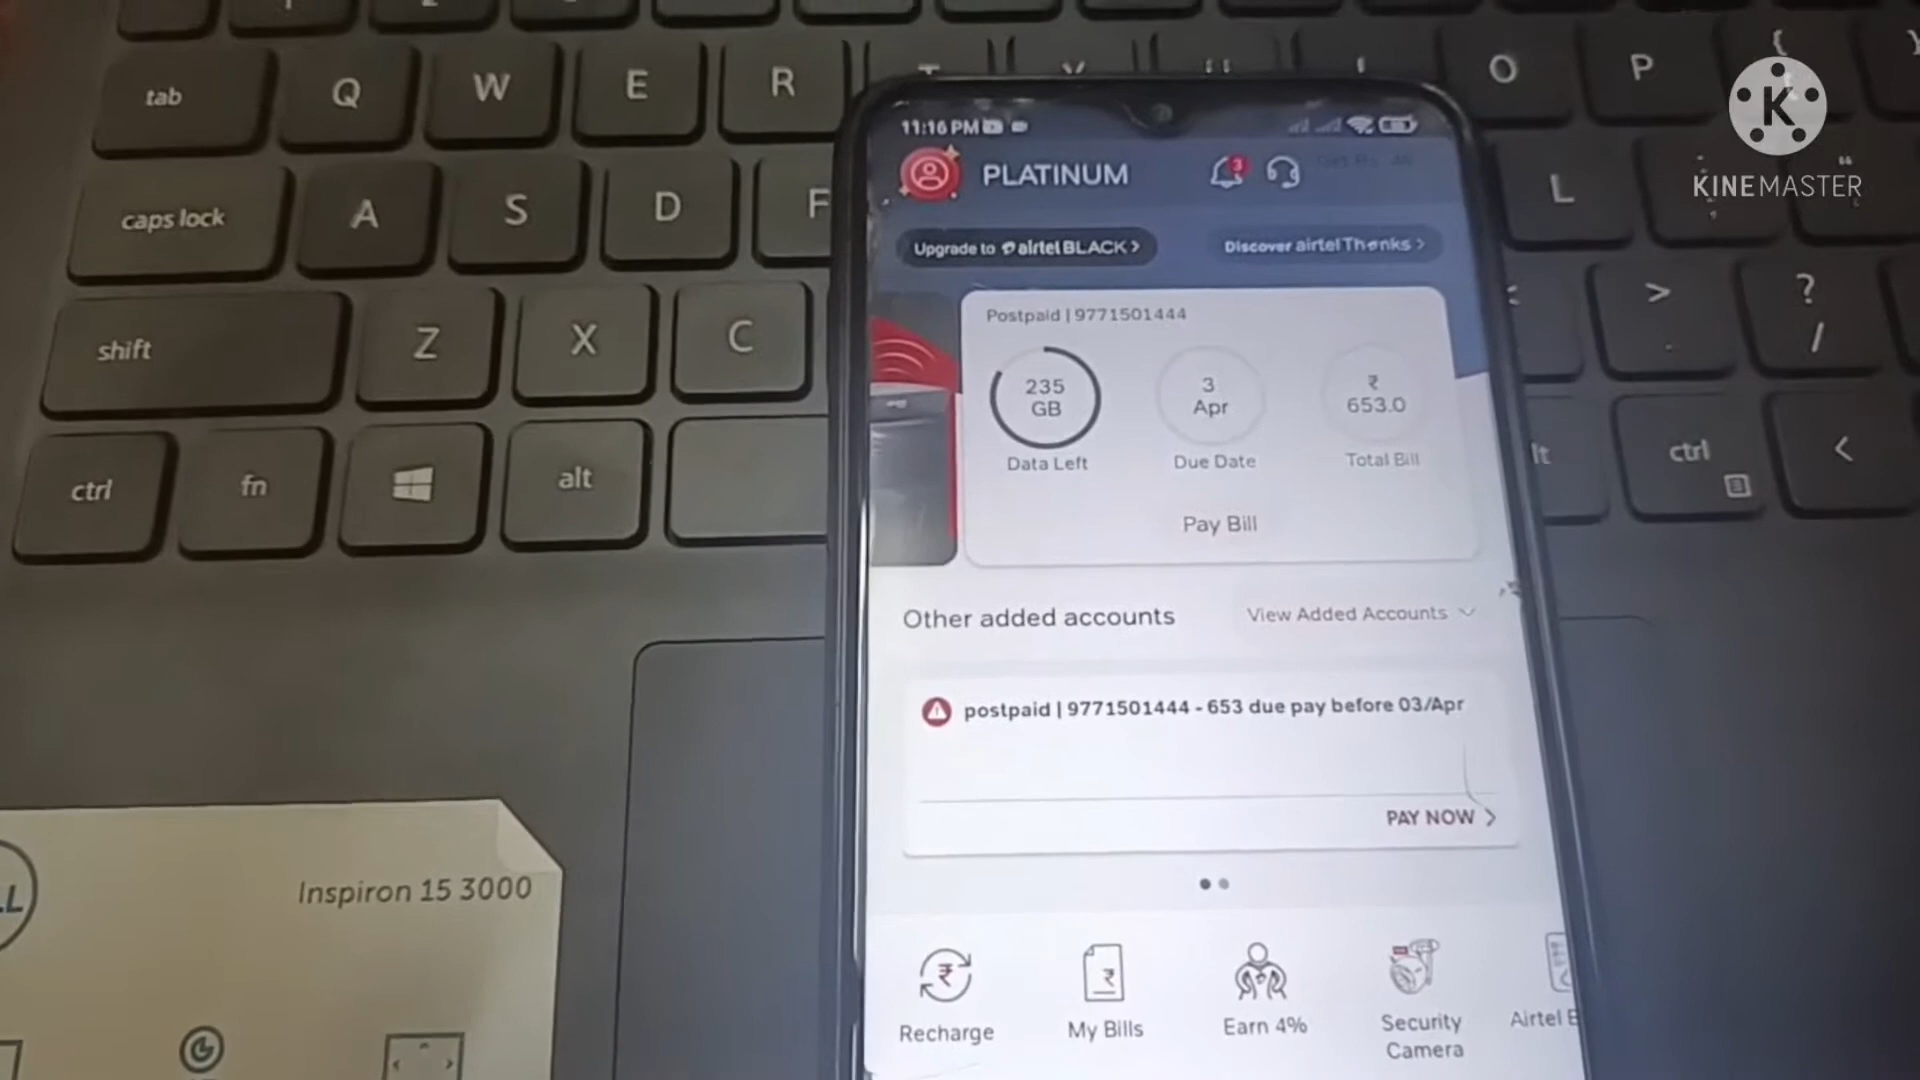 tab
Q
W
E
R
O
P
{
K
KINEMASTER
caps lock
A
S
D
F
L
“
shift
Z
X
C
>
?
/
ctrl
fn
alt
ctrl
<
11:16 PM
PLATINUM
3
Upgrade to airtel BLACK >
Discover airtel Thanks >
Postpaid | 9771501444
235
GB
Data Left
3
Apr
Due Date
₹
653.0
Total Bill
Pay Bill
Other added accounts
View Added Accounts
postpaid | 9771501444 - 653 due pay before 03/Apr
PAY NOW >
Recharge
My Bills
Earn 4%
Security
Camera
Airtel
Inspiron 15 3000